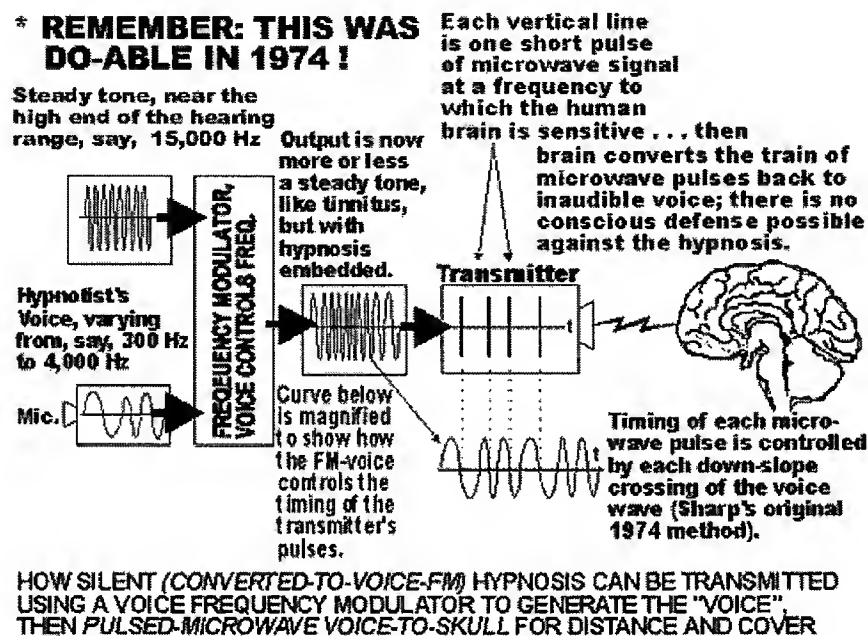 * REMEMBER: THIS WAS
DO-ABLE IN 1974 !
Steady tone, near the
high end of the hearing
range, say, 15,000 Hz
Output is now
more or less
a steady tone,
like tinnitus,
but with
hypnosis
embedded.
Each vertical line
is one short pulse
of microwave signal
at a frequency to
which the human
brain is sensitive . . . then
brain converts the train of
microwave pulses back to
inaudible voice; there is no
conscious defense possible
against the hypnosis.
FREQEUENCY MODULATOR,
VOICE CONTROLS FREQ.
Transmitter
t
Hypnotist's
Voice, varying
from, say, 300 Hz
to 4,000 Hz
Mic.
Curve below
is magnified
to show how
the FM-voice
controls the
timing of the
transmitter's
pulses.
t
Timing of each micro-
wave pulse is controlled
by each down-slope
crossing of the voice
wave (Sharp's original
1974 method).
HOW SILENT (CONVERTED-TO-VOICE-FM) HYPNOSIS CAN BE TRANSMITTED
USING A VOICE FREQUENCY MODULATOR TO GENERATE THE "VOICE",
THEN PULSED-MICROWAVE VOICE-TO-SKULL FOR DISTANCE AND COVER